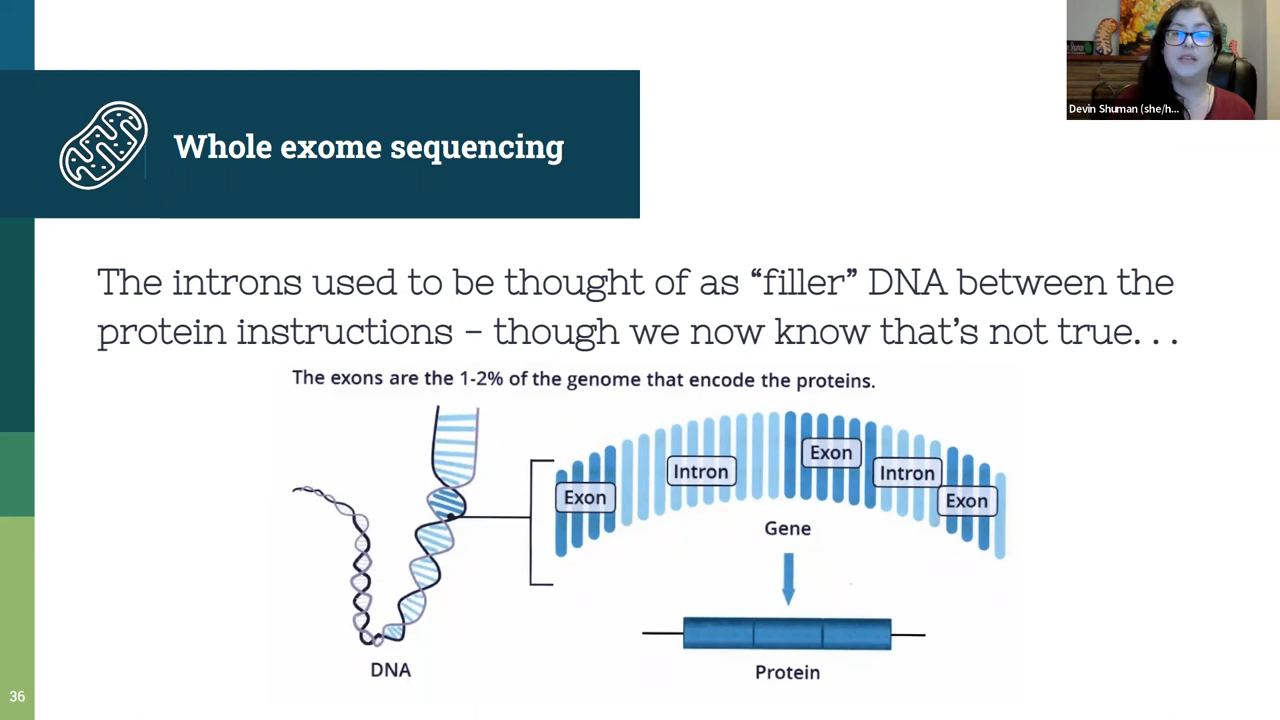 Devin Shuman (she/h...
Whole exome sequencing
The introns used to be thought of as “filler” DNA between the
protein instructions – though we now know that’s not true. . .
The exons are the 1-2% of the genome that encode the proteins.
Exon
Intron
Exon
Intron
Exon
Gene
DNA
Protein
36